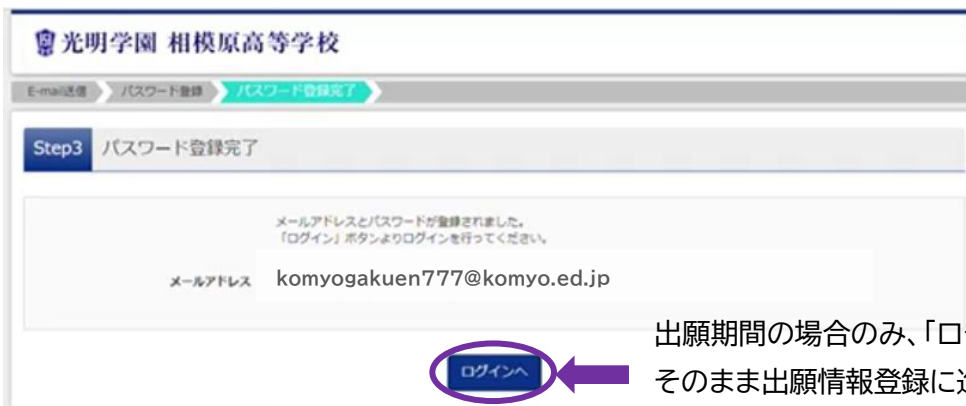 光明学園 相模原高等学校
E-mail送信 パスワード登録 パスワード登録完了
Step3 パスワード登録完了
メールアドレスとパスワードが登録されました。
「ログイン」ボタンよりログインを行ってください。
メールアドレス komyogakuen777@komyo.ed.jp
出願期間の場合のみ、「ロ
ログインへ
そのまま出願情報登録に